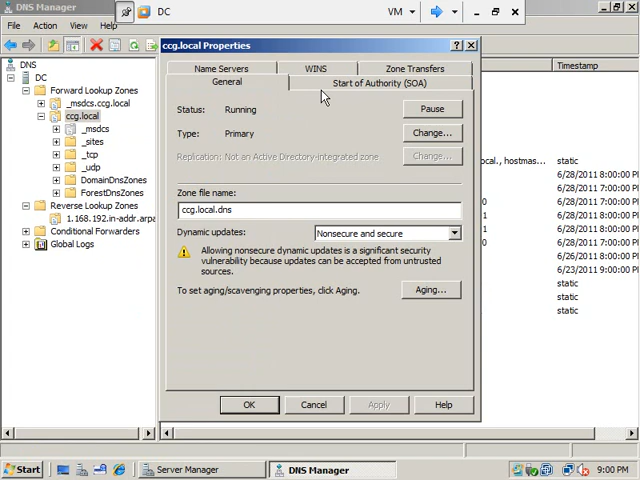 DNS Manager
DC
VM
File Action View He
ccg.local Properties
Timestamp
DNS
DC
Forward Lookup Zones
_msdcs.ccg.local
ccg.local
_msdcs
_sites
_tcp
_udp
DomainDnsZones
ForestDnsZones
Reverse Lookup Zones
1.168.192.in-addr.arpa
Conditional Forwarders
Global Logs
Name Servers WINS Zone Transfers
General Start of Authority (SOA)
Status: Running Pause
Type: Primary Change...
Replication: Not an Active Directory-integrated zone Change...
Zone file name:
ccg.local.dns
Dynamic updates: Nonsecure and secure
Allowing nonsecure dynamic updates is a significant security
vulnerability because updates can be accepted from untrusted
sources.
To set aging/scavenging properties, click Aging. Aging...
OK Cancel Apply Help
local., hostmas... static
6/28/2011 8:00:00 PM
6/28/2011 7:00:00 PM
6/28/2011 8:00:00 PM
6/28/2011 7:00:00 PM
6/28/2011 7:00:00 PM
6/26/2011 8:00:00 PM
6/23/2011 9:00:00 PM
static
static
static
Start Server Manager DNS Manager 9:00 PM